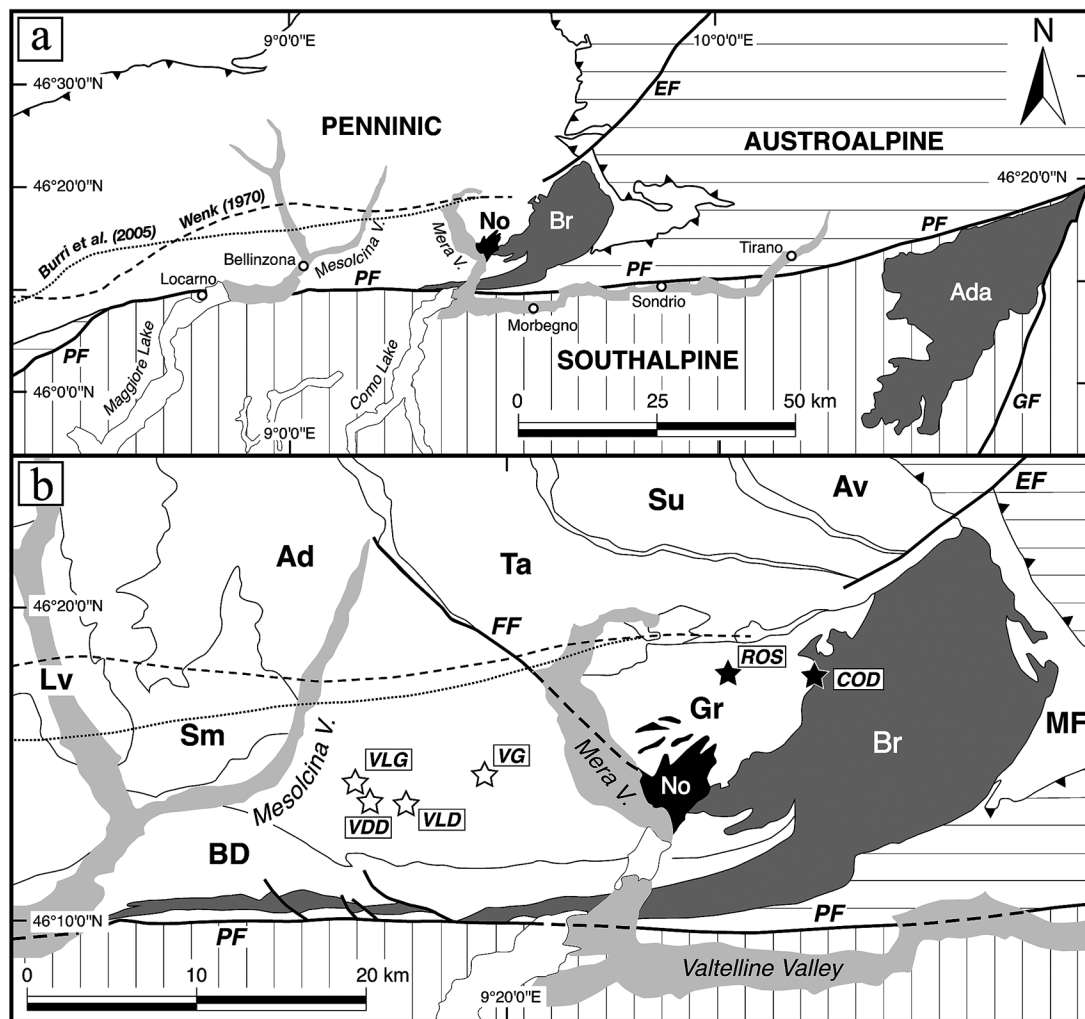 a
9°0'0"E
10°0'0"E
N
46°30'0"N
EF
PENNINIC
AUSTROALPINE
46°20'0"N
46°20'0"N
Wenk (1970)
Burri et al. (2005)
No
Br
Mera V.
Mesolcina V.
Bellinzona
Tirano
PF
PF
PF
PF
Locarno
Sondrio
Ada
Morbegno
SOUTHALPINE
PF
Maggiore Lake
Como Lake
46°0'0"N
GF
0
25
50 km
9°0'0"E
b
EF
Su
Av
Ad
Ta
46°20'0"N
FF
ROS
COD
Lv
Gr
MF
Sm
Br
VLG
VG
Mesolcina V.
Mera V.
No
VDD
VLD
BD
46°10'0"N
PF
PF
0
10
20 km
Valtelline Valley
9°20'0"E